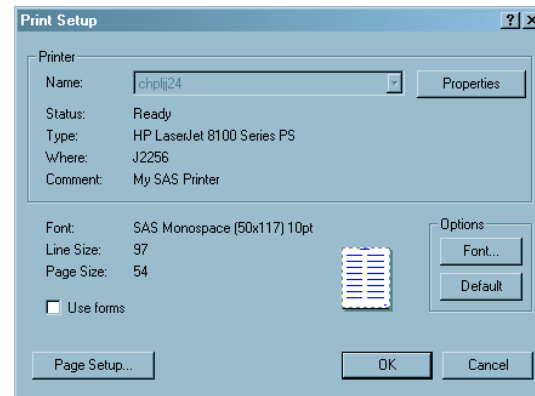 Print Setup
Printer
Name: chpljj24 Properties
Status: Ready
Type: HP LaserJet 8100 Series PS
Where: J2256
Comment: My SAS Printer
Font: SAS Monospace (50x117) 10pt
Line Size: 97
Page Size: 54
Use forms
Options
Font...
Default
Page Setup... OK Cancel